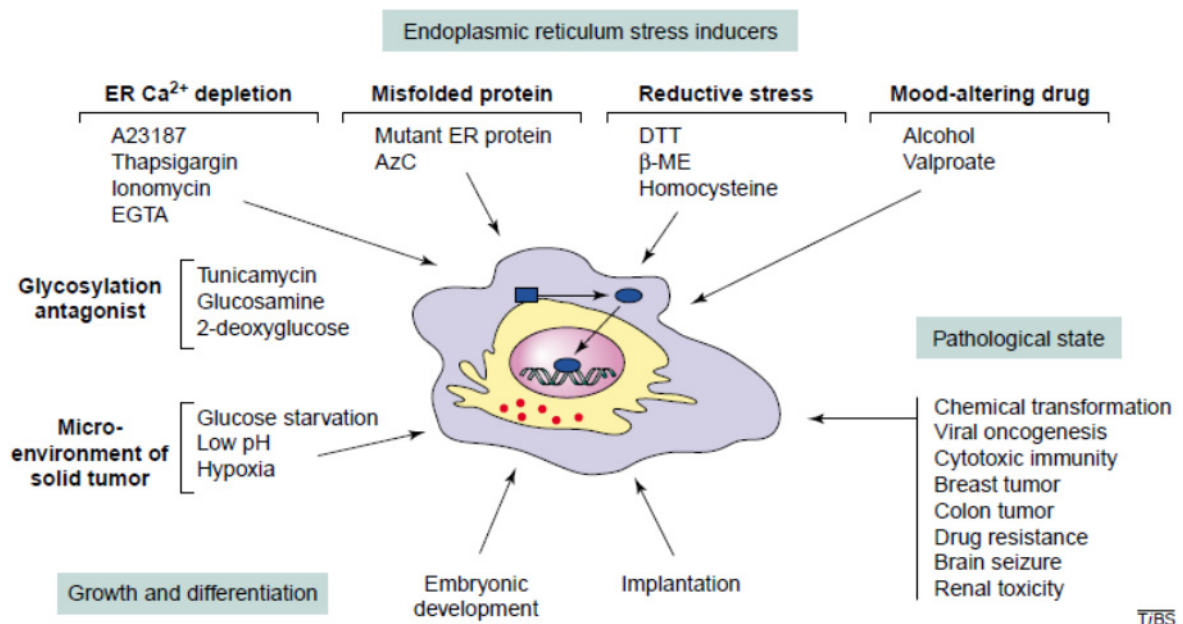 Endoplasmic reticulum stress inducers
ER Ca²⁺ depletion
A23187
Thapsigargin
Ionomycin
EGTA
Misfolded protein
Mutant ER protein
AzC
Reductive stress
DTT
β-ME
Homocysteine
Mood-altering drug
Alcohol
Valproate
Glycosylation
antagonist
Tunicamycin
Glucosamine
2-deoxyglucose
Micro-
environment of
solid tumor
Glucose starvation
Low pH
Hypoxia
Pathological state
Chemical transformation
Viral oncogenesis
Cytotoxic immunity
Breast tumor
Colon tumor
Drug resistance
Brain seizure
Renal toxicity
Growth and differentiation
Embryonic
development
Implantation
TiBS